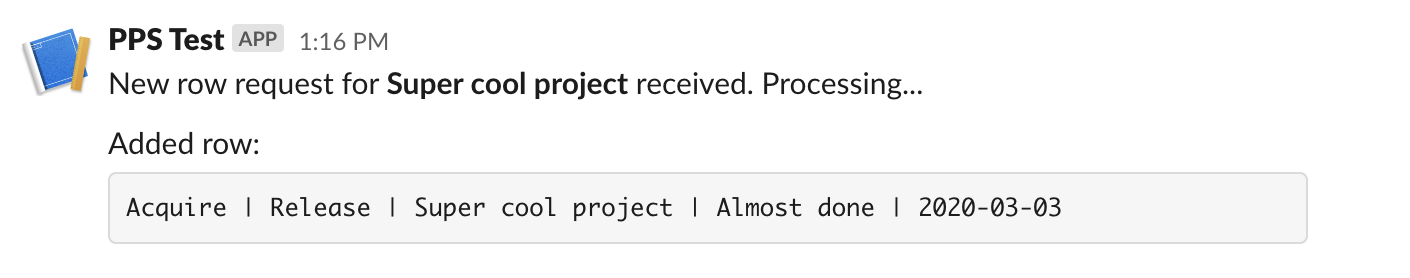 PPS Test APP 1:16 PM
New row request for Super cool project received. Processing...
Added row:
Acquire | Release | Super cool project | Almost done | 2020-03-03